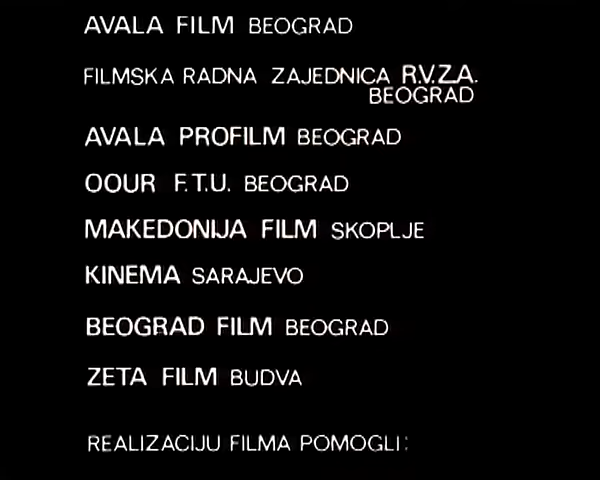 AVALA FILM BEOGRAD
FILMSKA RADNA ZAJEDNICA R.V.Z.A.
BEOGRAD
AVALA PROFILM BEOGRAD
OOUR F.T.U. BEOGRAD
MAKEDONIJA FILM SKOPLJE
KINEMA SARAJEVO
BEOGRAD FILM BEOGRAD
ZETA FILM BUDVA
REALIZACIJU FILMA POMOGLI: